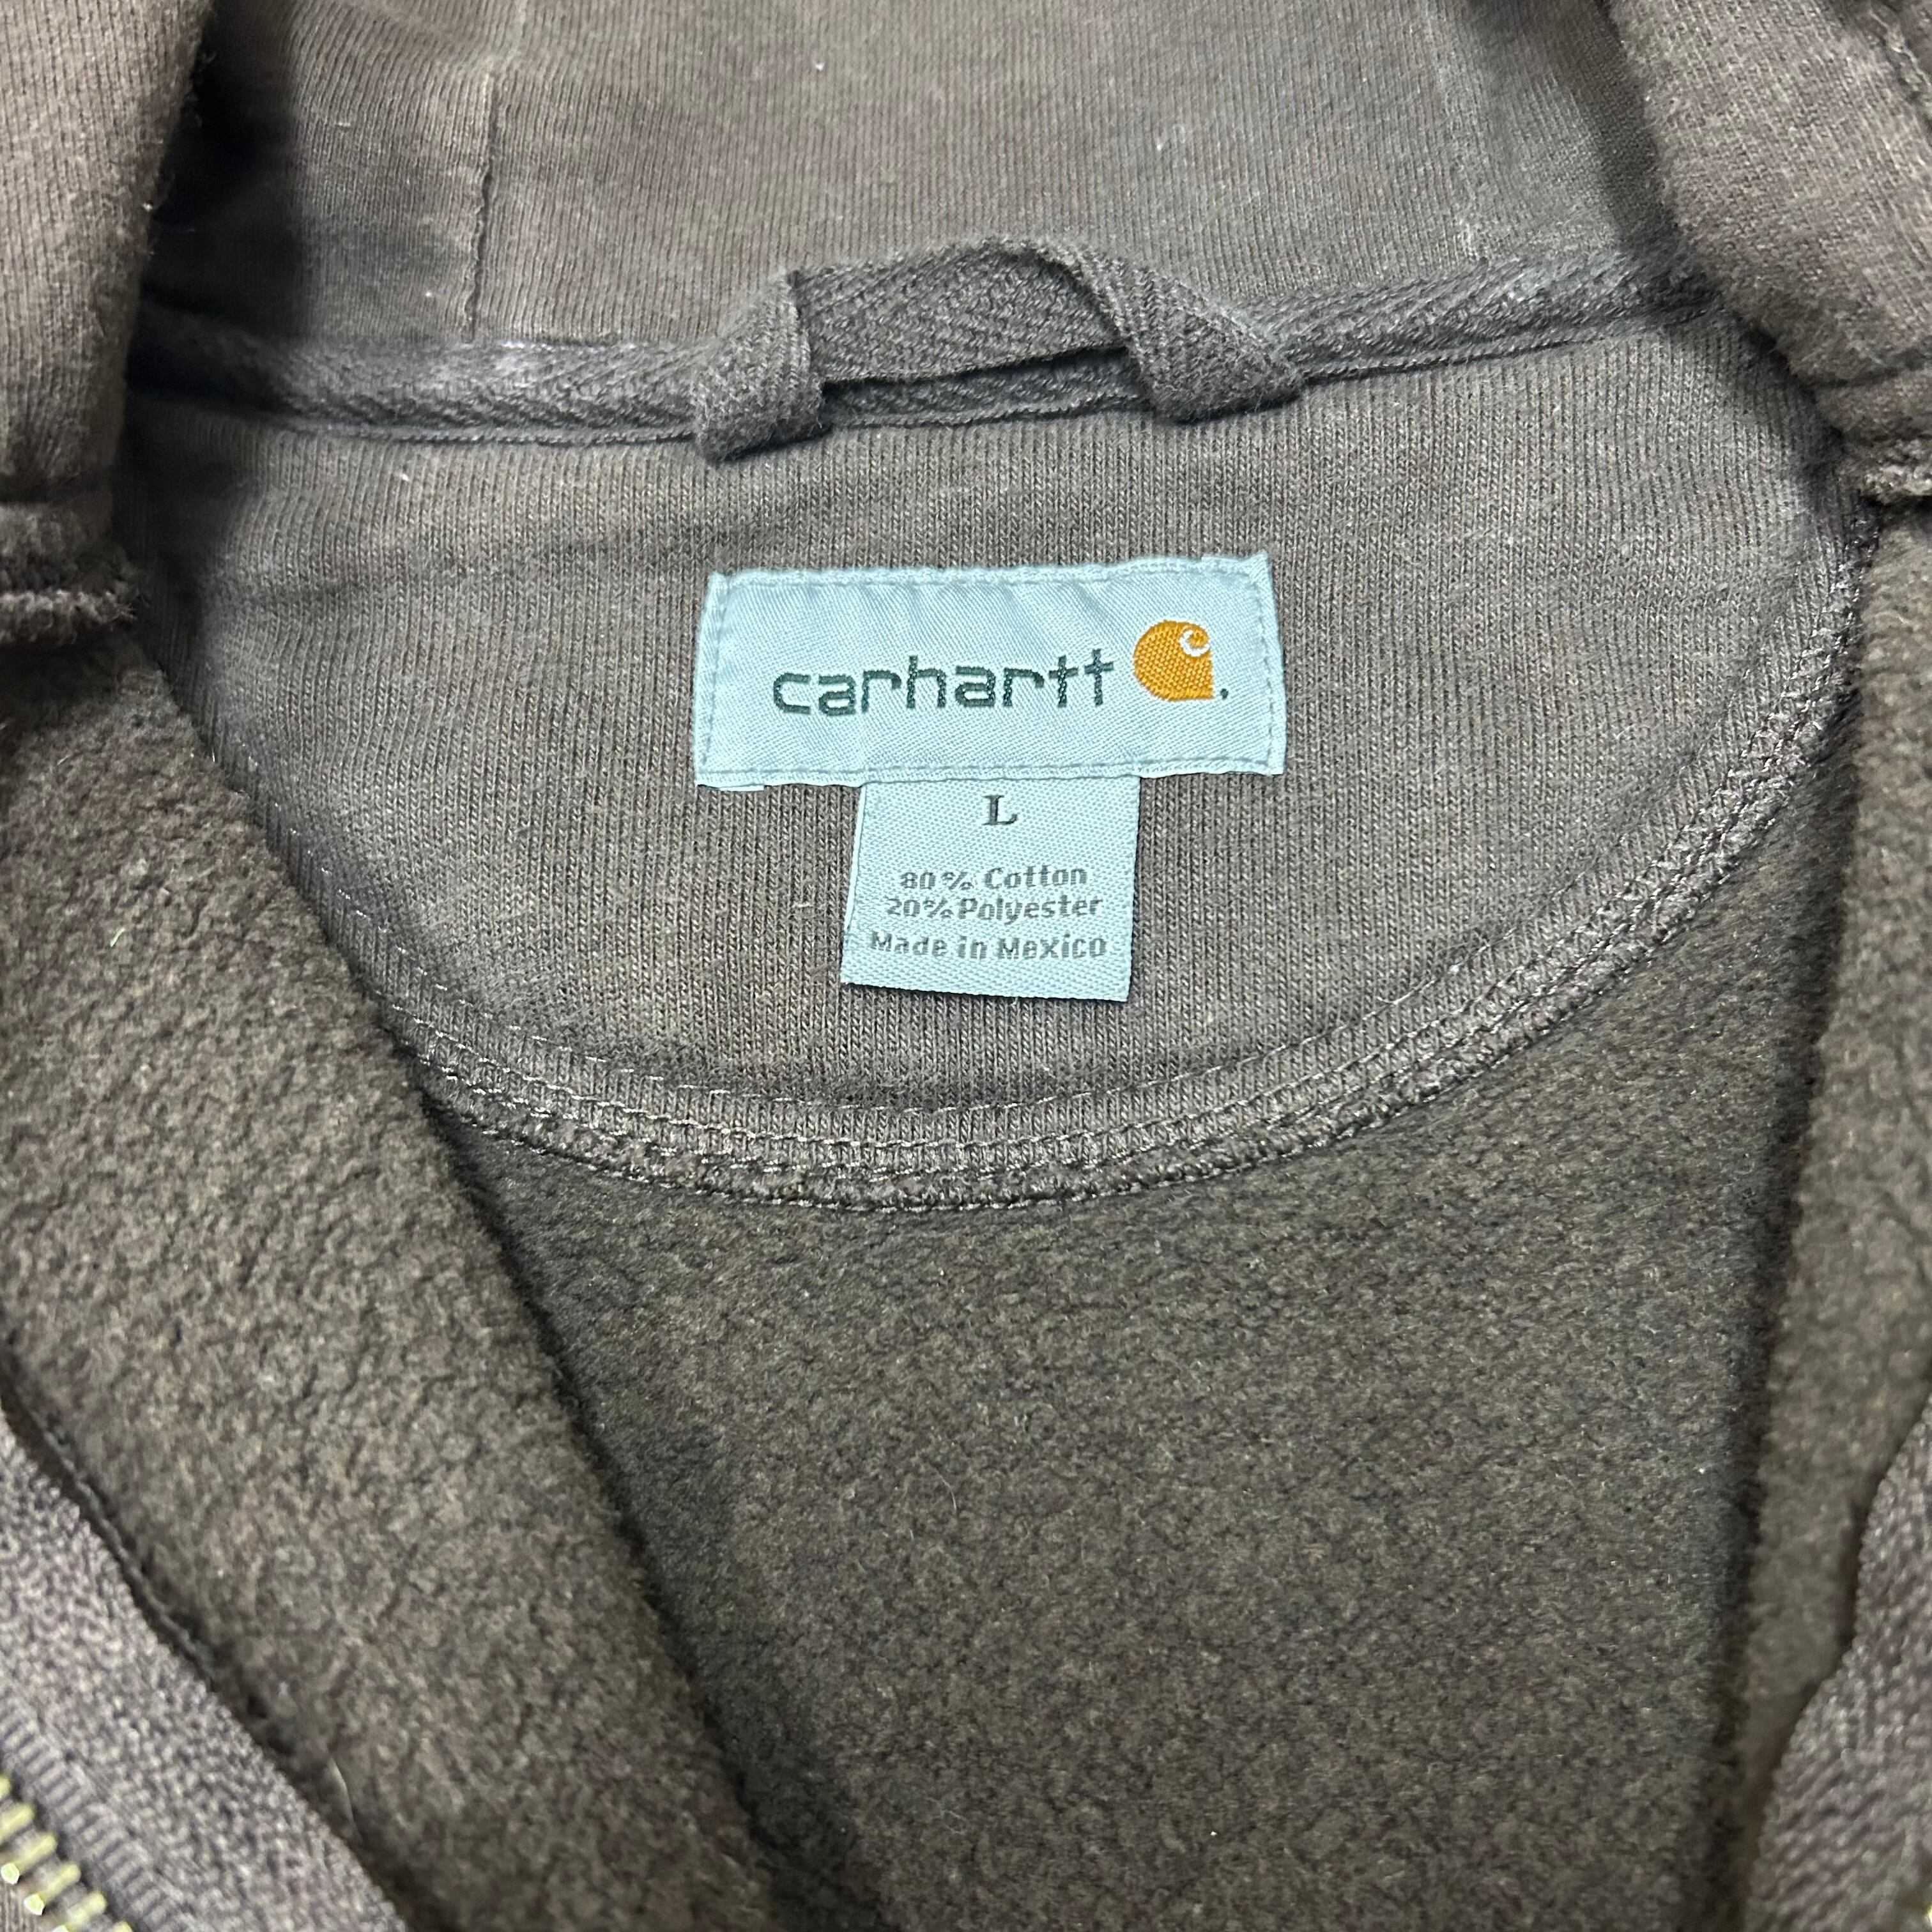 carhartt
L
80% Cotton
20% Polyester
Made in Mexico